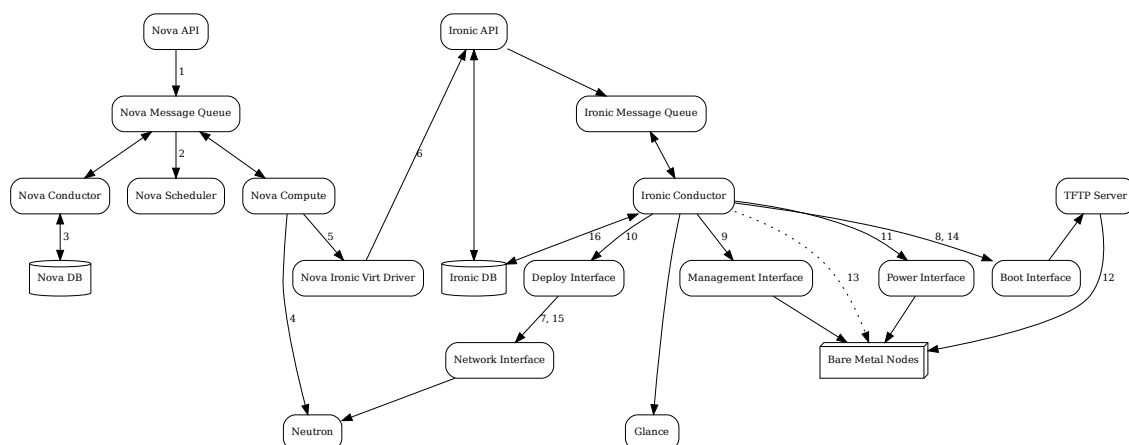 Nova API
Ironic API
1
Nova Message Queue
Ironic Message Queue
2
6
Nova Conductor
Nova Scheduler
Nova Compute
Ironic Conductor
TFTP Server
3
5
16
10
9
11
8, 14
Nova DB
Nova Ironic Virt Driver
Ironic DB
Deploy Interface
Management Interface
13
Power Interface
Boot Interface
12
4
7, 15
Network Interface
Bare Metal Nodes
Neutron
Glance